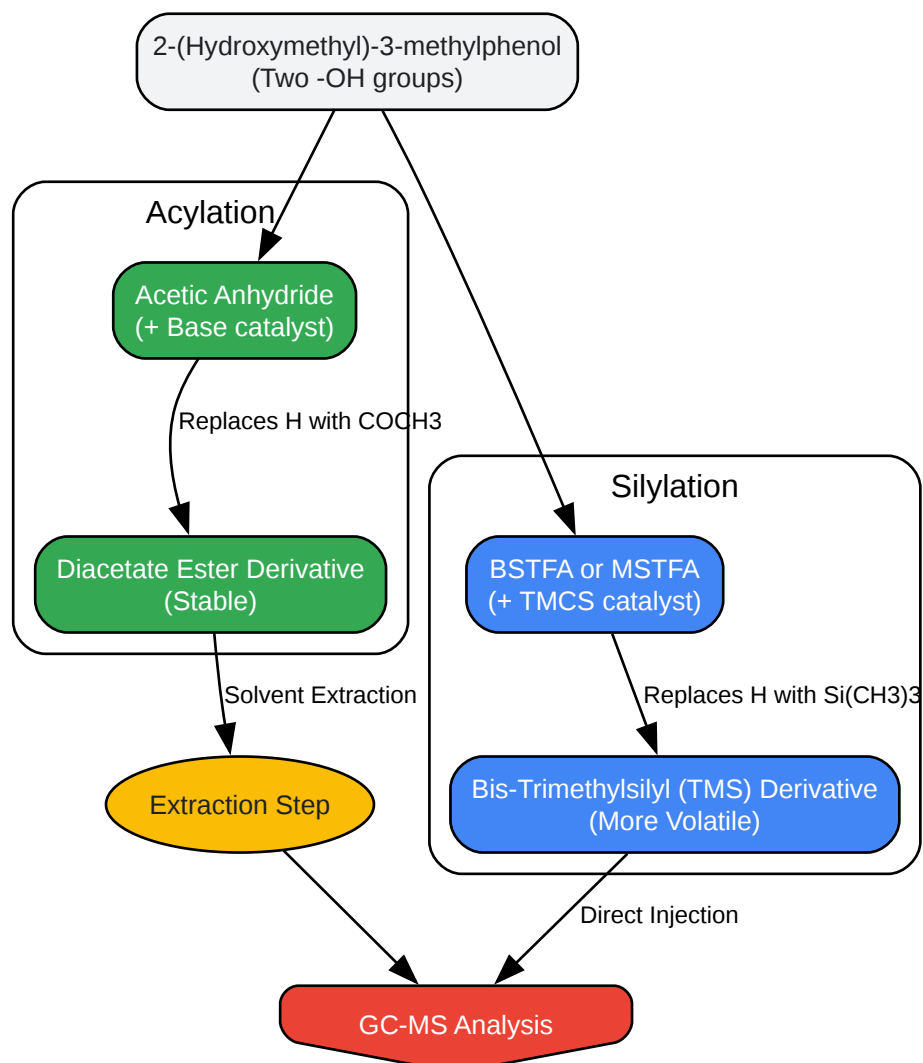 2-(Hydroxymethyl)-3-methylphenol
(Two -OH groups)
Acylation
Acetic Anhydride
(+ Base catalyst)
Replaces H with COCH3
Silylation
Diacetate Ester Derivative
(Stable)
BSTFA or MSTFA
(+ TMCS catalyst)
Solvent Extraction
Replaces H with Si(CH3)3
Extraction Step
Bis-Trimethylsilyl (TMS) Derivative
(More Volatile)
Direct Injection
GC-MS Analysis